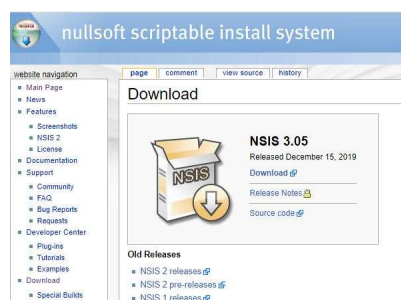 nullsoft scriptable install system
website navigation
Main Page
News
Features
Screenshots
NSIS 2
License
Documentation
Support
Community
FAQ
Bug Reports
Requests
Developer Center
Plug-ins
Tutorials
Examples
Download
Special Builds
page
comment
view source
history
Download
NSIS
NSIS 3.05
Released December 15, 2019
Download
Release Notes
Source code
Old Releases
NSIS 2 releases
NSIS 2 pre-releases
NSIS 1 releases